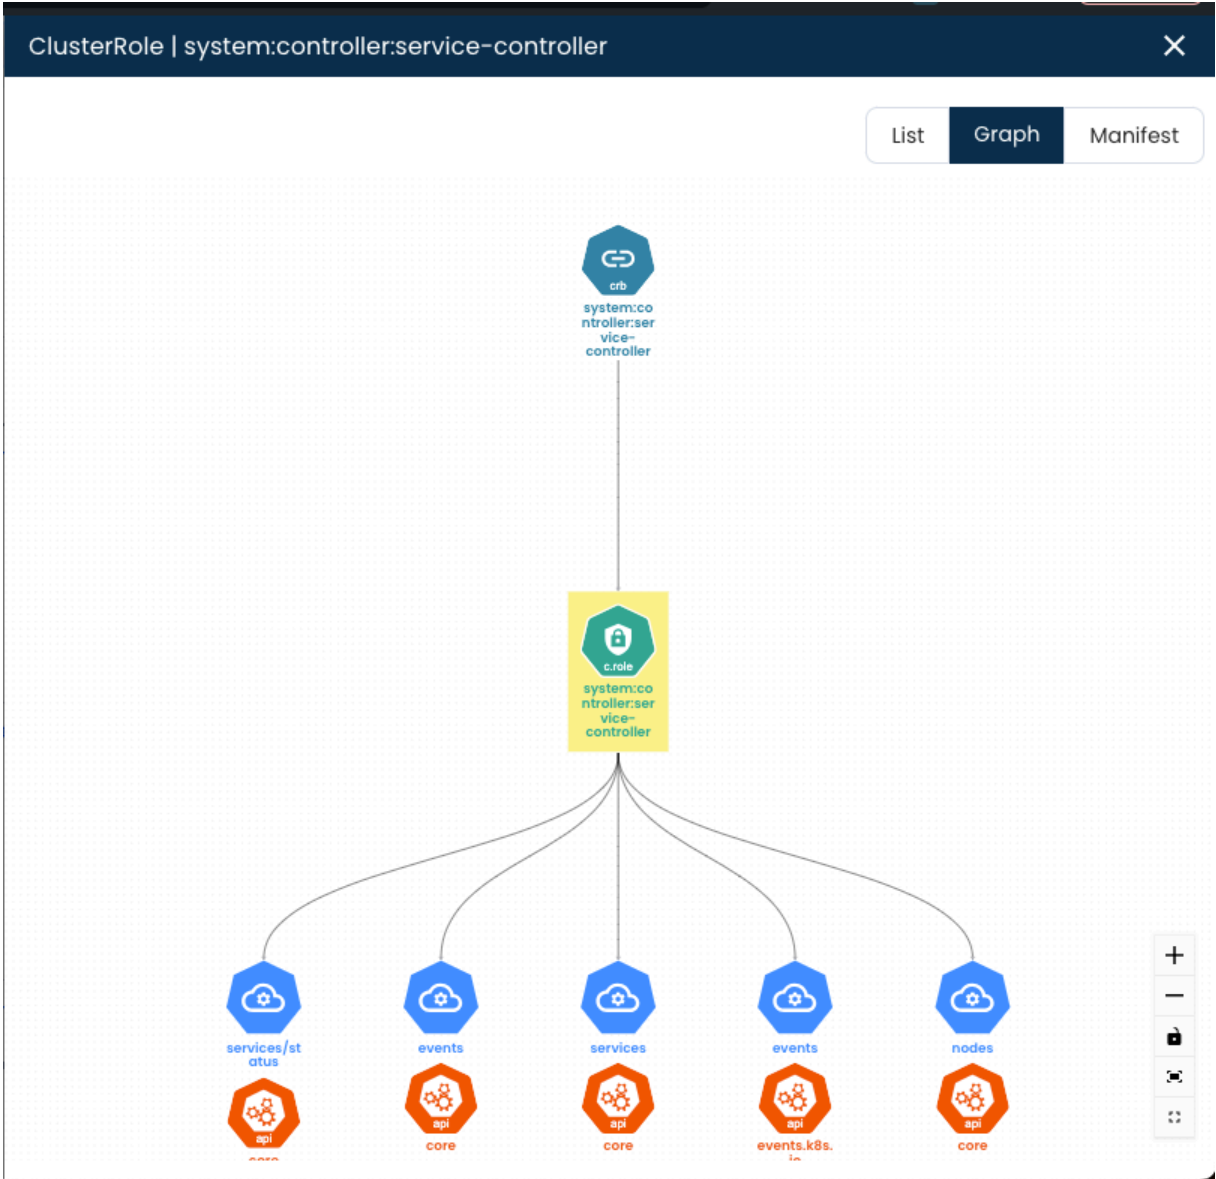 ClusterRole | system:controller:service-controller
List
Graph
Manifest
crb
system:co
ntroller:ser
vice-
controller
c.role
system:co
ntroller:ser
vice-
controller
services/st
atus
events
services
events
nodes
api
api
api
api
api
core
core
core
events.k8s.
io
core